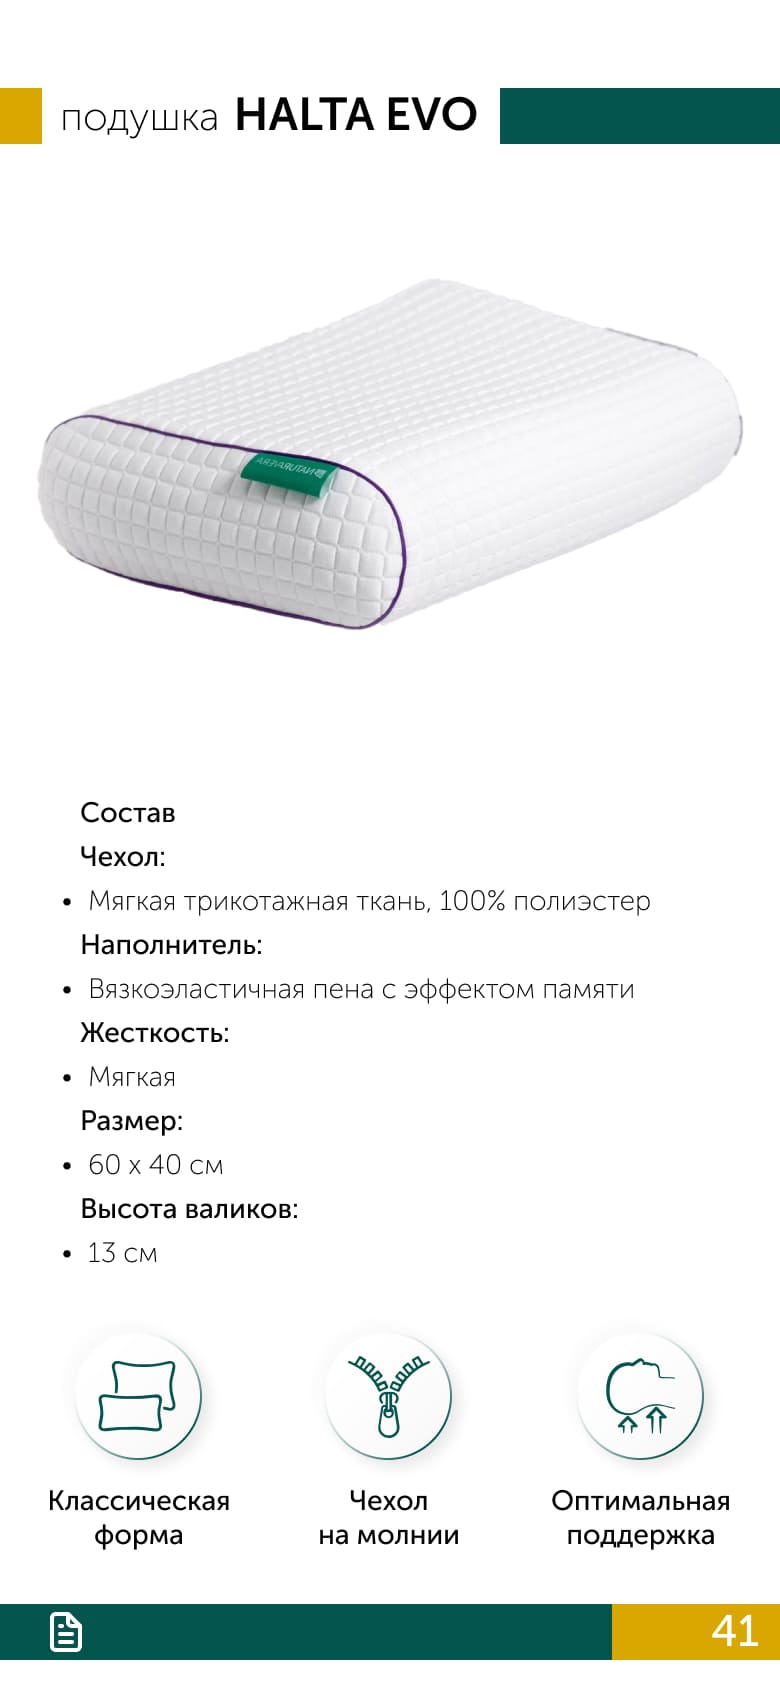 подушка HALTA EVO
NATURAVERA
Состав
Чехол:
• Мягкая трикотажная ткань, 100% полиэстер
Наполнитель:
• Вязкоэластичная пена с эффектом памяти
Жесткость:
• Мягкая
Размер:
• 60 х 40 см
Высота валиков:
• 13 см
Классическая
форма
Чехол
на молнии
Оптимальная
поддержка
41